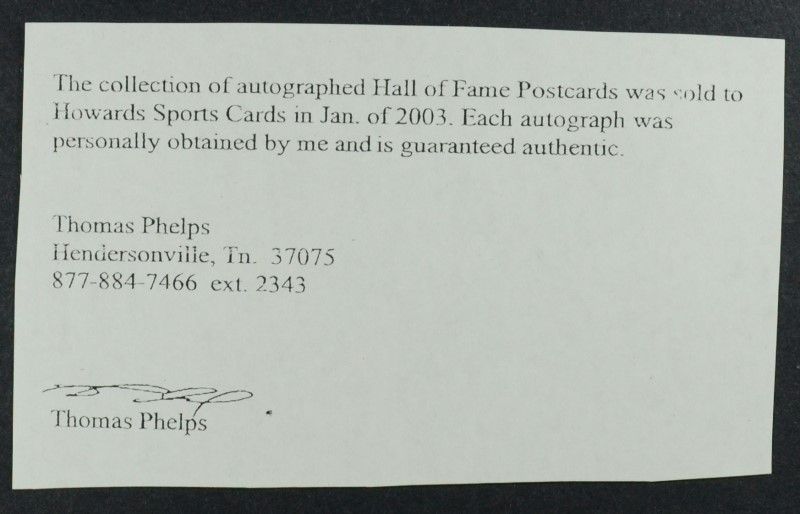 The collection of autographed Hall of Fame Postcards was sold to
Howards Sports Cards in Jan. of 2003. Each autograph was
personally obtained by me and is guaranteed authentic.
Thomas Phelps
Hendersonville, Tn. 37075
877-884-7466 ext. 2343
Thomas Phelps